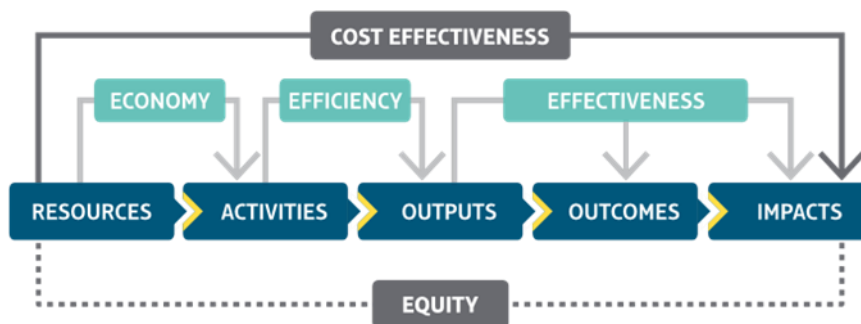 COST EFFECTIVENESS
ECONOMY EFFICIENCY EFFECTIVENESS
RESOURCES ACTIVITIES OUTPUTS OUTCOMES IMPACTS
EQUITY